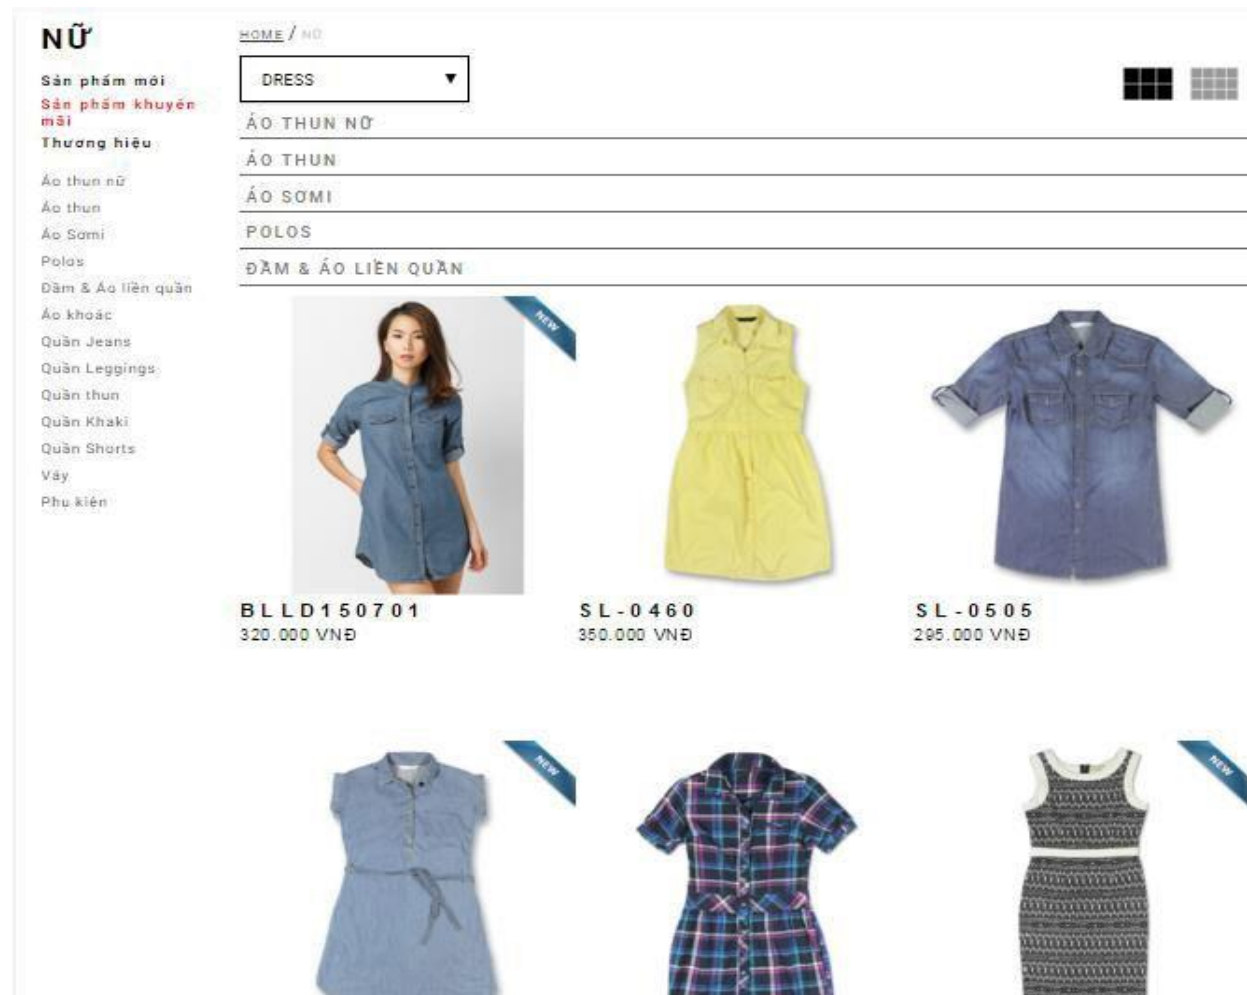 NỮ
Sản phẩm mới
Sản phẩm khuyến
mãi
Thương hiệu
Áo thun nữ
Áo thun
Áo Sơmi
Polos
Đầm & Áo liền quần
Áo khoác
Quần Jeans
Quần Leggings
Quần thun
Quần Khaki
Quần Shorts
Váy
Phụ kiện
HOME / NỮ
DRESS ▼
ÁO THUN NỮ
ÁO THUN
ÁO SƠMI
POLOS
ĐẦM & ÁO LIỀN QUẦN
NEW
BLLD150701
320.000 VNĐ
SL-0460
350.000 VNĐ
SL-0505
295.000 VNĐ
NEW
NEW